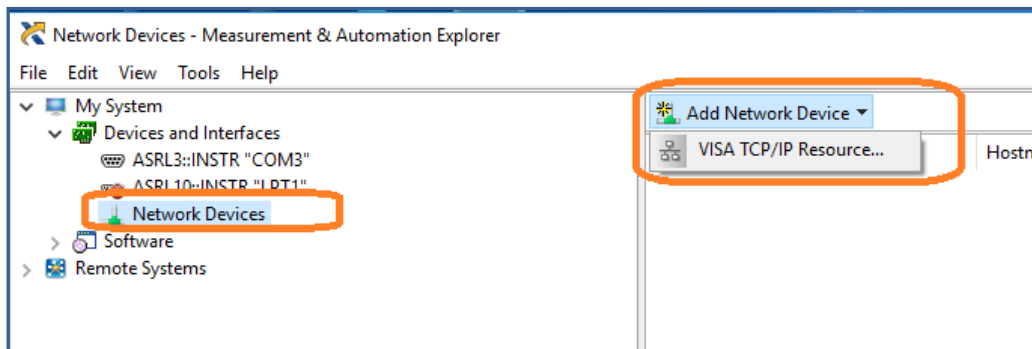 Network Devices - Measurement & Automation Explorer
File Edit View Tools Help
My System
Devices and Interfaces
ASRL3::INSTR "COM3"
ASRL10::INSTR "LPT1"
Network Devices
Software
Remote Systems
Add Network Device
VISA TCP/IP Resource...
Hostn